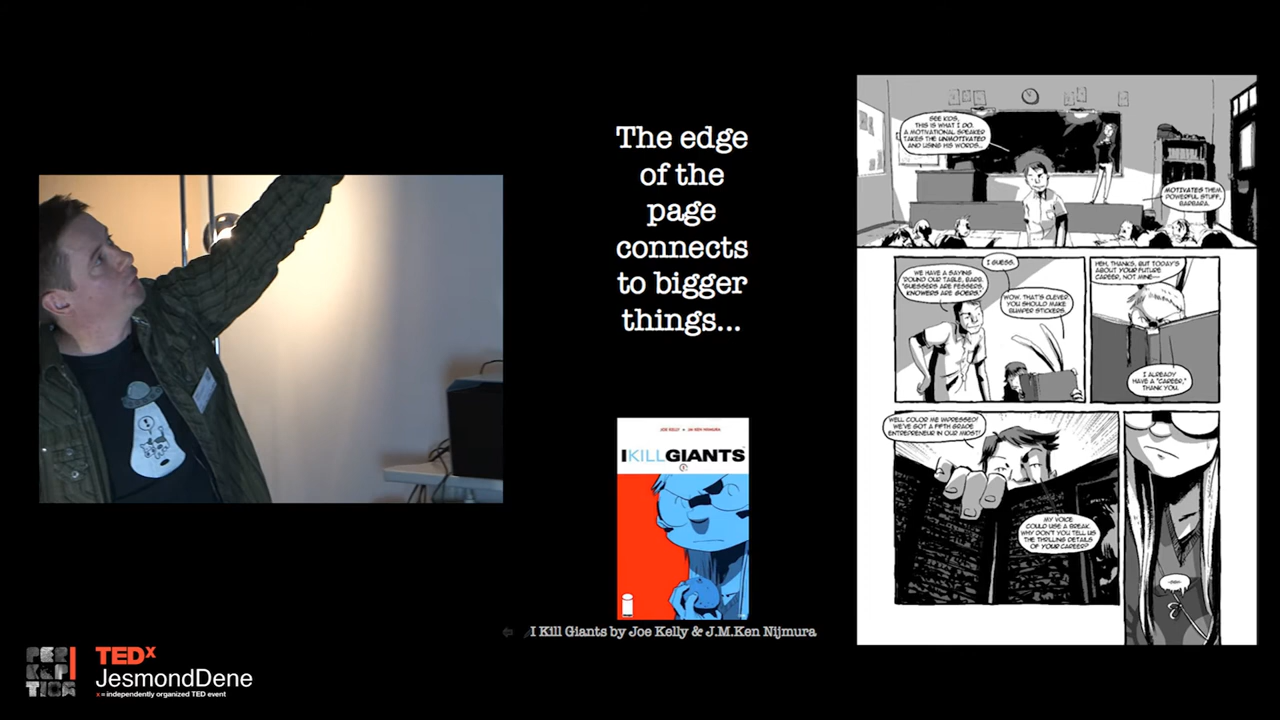 The edge
of the
page
connects
to bigger
things...
JOE KELLY • JM KEN NIIMURA
I KILL GIANTS
I Kill Giants by Joe Kelly & J.M.Ken Nijmura
SEE KIDS,
THIS IS WHAT I DO.
A MOTIVATIONAL SPEAKER
TAKES THE UNMOTIVATED
AND USING HIS WORDS...
MOTIVATES THEM.
POWERFUL STUFF,
BARBARA.
I GUESS.
WE HAVE A SAYING
'ROUND OUR TABLE, BARB.
"GUESSERS ARE FESSERS,
KNOWERS ARE GOERS."
WOW. THAT'S CLEVER.
YOU SHOULD MAKE
BUMPER STICKERS.
HEH, THANKS, BUT TODAY'S
ABOUT YOUR FUTURE
CAREER, NOT MINE--
I ALREADY
HAVE A "CAREER,"
THANK YOU.
WELL COLOR ME IMPRESSED!
WE'VE GOT A FIFTH GRADE
ENTREPRENEUR IN OUR MIDST!
MY VOICE
COULD USE A BREAK.
WHY DON'T YOU TELL US
THE THRILLING DETAILS
OF YOUR CAREER?
PERCEPTION
TEDx
JesmondDene
x = independently organized TED event